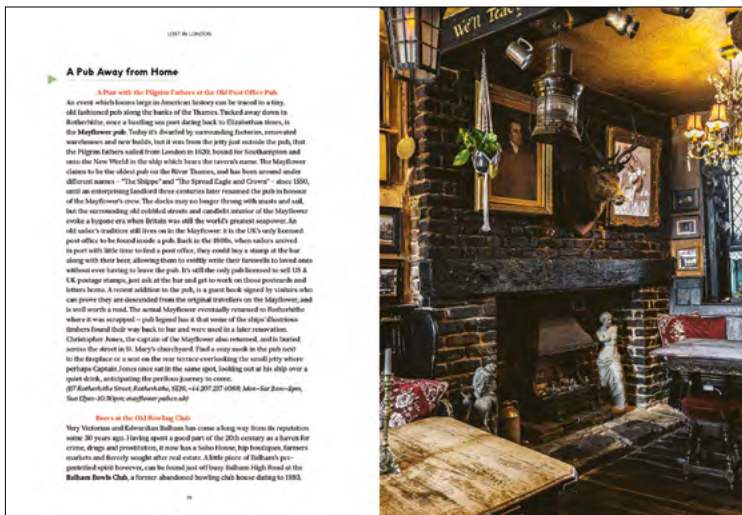 LOST IN LONDON
A Pub Away from Home
A Pint with the Pilgrim Fathers at the Old Post Office Pub
An event which looms large in American history can be traced to a tiny,
old fashioned pub along the banks of the Thames. Tucked away down in
Rotherhithe, once a bustling sea port dating back to Elizabethan times, is
the Mayflower pub. Today it's dwarfed by surrounding factories, renovated
warehouses and new builds, but it was from the jetty just outside the pub, that
the Pilgrim fathers sailed from London in 1620, bound for Southampton and
onto the New World in the ship which bears the tavern's name. The Mayflower
claims to be the oldest pub on the River Thames, and has been around under
different names – "The Shippe" and "The Spread Eagle and Crown" – since 1550,
until an enterprising landlord three centuries later renamed the pub in honour
of the Mayflower's crew. The docks may no longer throng with masts and sail,
but the surrounding old cobbled streets and candlelit interior of the Mayflower
evoke a bygone era when Britain was still the world's greatest seapower. An
old sailor's tradition still lives on in the Mayflower: it is the UK's only licensed
post office to be found inside a pub. Back in the 1800s, when sailors arrived
in port with little time to find a post office, they could buy a stamp at the bar
along with their beer, allowing them to swiftly write their farewells to loved ones
without ever having to leave the pub. It's still the only pub licensed to sell US &
UK postage stamps, just ask at the bar and get to work on those postcards and
letters home. A recent addition to the pub, is a guest book signed by visitors who
can prove they are descended from the original travellers on the Mayflower, and
is well worth a read. The actual Mayflower eventually returned to Rotherhithe
where it was scrapped – pub legend has it that some of the ships' illustrious
timbers found their way back to bar and were used in a later renovation.
Christopher Jones, the captain of the Mayflower also returned, and is buried
across the street in St. Mary's churchyard. Find a cozy nook in the pub next
to the fireplace or a seat on the rear terrace overlooking the small jetty where
perhaps Captain Jones once sat in the same spot, looking out at his ship over a
quiet drink, anticipating the perilous journey to come.
(117 Rotherhithe Street, Rotherhithe, SE16; +44 207 237 4088; Mon–Sat 11am–11pm,
Sun 12pm–10:30pm; mayflower pub.co.uk)
Beers at the Old Bowling Club
Very Victorian and Edwardian Balham has come a long way from its reputation
some 30 years ago. Having spent a good part of the 20th century as a haven for
crime, drugs and prostitution, it now has a Soho House, hip boutiques, farmers
markets and fiercely sought after real estate. A little piece of Balham's pre-
gentrified spirit however, can be found just off busy Balham High Road at the
Balham Bowls Club, a former abandoned bowling club house dating to 1892.
We'll